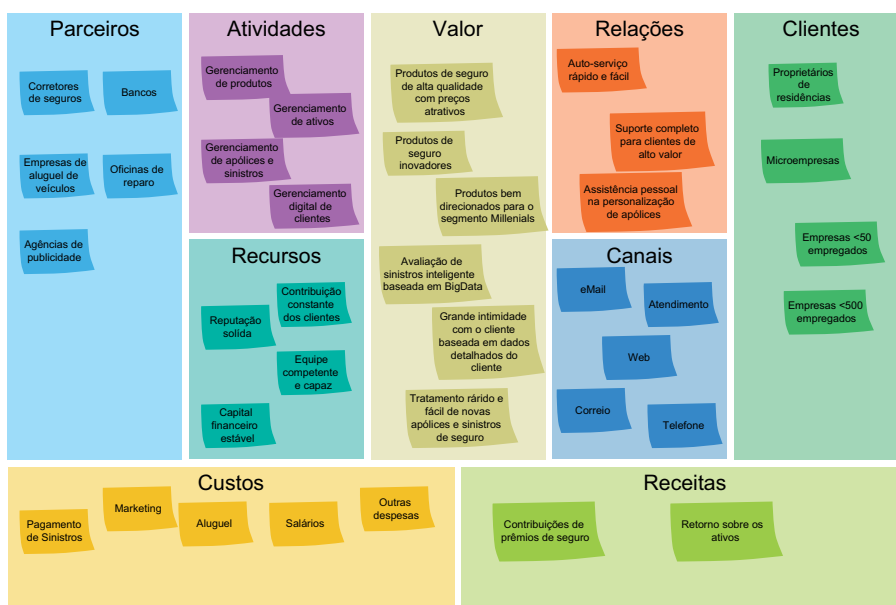 Parceiros
Corretores
de seguros
Bancos
Empresas de
aluguel de
veículos
Oficinas de
reparo
Agências de
publicidade
Atividades
Gerenciamento
de produtos
Gerenciamento
de ativos
Gerenciamento
de apólices e
sinistros
Gerenciamento
digital de
clientes
Recursos
Contribuição
constante
dos clientes
Reputação
solída
Equipe
competente
e capaz
Capital
financeiro
estável
Valor
Produtos de seguro
de alta qualidade
com preços
atrativos
Produtos de
seguro
inovadores
Produtos bem
direcionados para o
segmento Millenials
Avaliação de
sinistros inteligente
baseada em BigData
Grande intimidade
com o cliente
baseada em dados
detalhados do
cliente
Tratamento rárido e
fácil de novas
apólices e sinistros
de seguro
Relações
Auto-serviço
rápido e fácil
Suporte completo
para clientes de
alto valor
Assistência pessoal
na personalização
de apólices
Canais
eMail
Atendimento
Web
Correio
Telefone
Clientes
Proprietários
de
residências
Microempresas
Empresas <50
empregados
Empresas <500
empregados
Custos
Pagamento
de Sinistros
Marketing
Aluguel
Salários
Outras
despesas
Receitas
Contribuições de
prêmios de seguro
Retorno sobre os
ativos